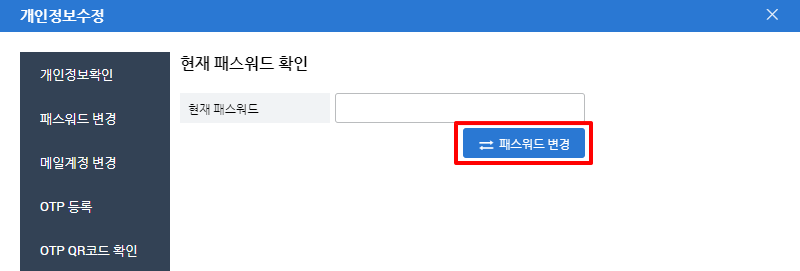 개인정보수정
개인정보확인
패스워드 변경
메일계정 변경
OTP 등록
OTP QR코드 확인
현재 패스워드 확인
현재 패스워드
패스워드 변경